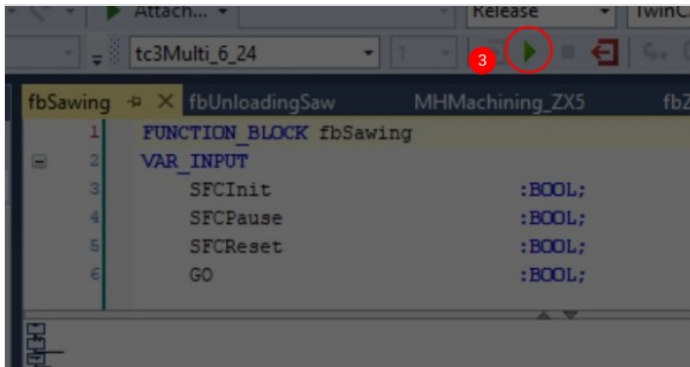 Attach... Release TwinC
tc3Multi_6_24 1 3
fbSawing fbUnloadingSaw MHMachining_ZX5 fbZ
1 FUNCTION_BLOCK fbSawing
2 VAR_INPUT
3 SFCInit :BOOL;
4 SFCPause :BOOL;
5 SFCReset :BOOL;
6 GO :BOOL;